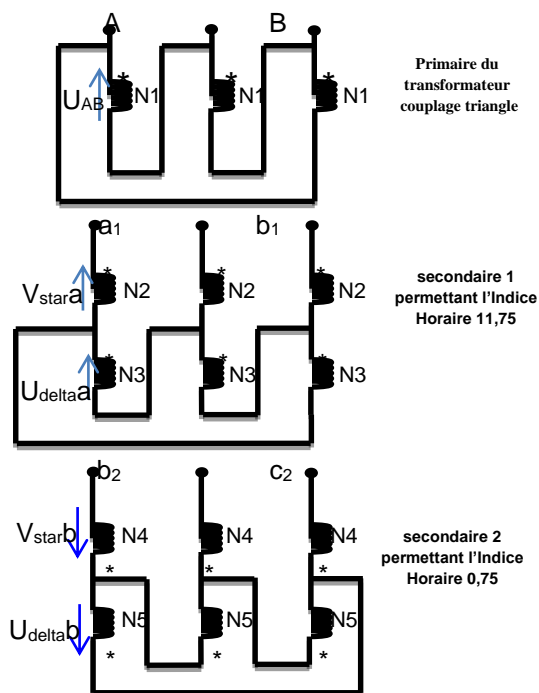 A B
* * *
U_AB N1 N1 N1
Primaire du
transformateur
couplage triangle
a1 b1
* * *
Vstara N2 N2 N2
* * *
Udeltaa N3 N3 N3
secondaire 1
permettant l'Indice
Horaire 11,75
b2 c2
Vstarb N4 N4 N4
* * *
Udeltab N5 N5 N5
* * *
secondaire 2
permettant l'Indice
Horaire 0,75